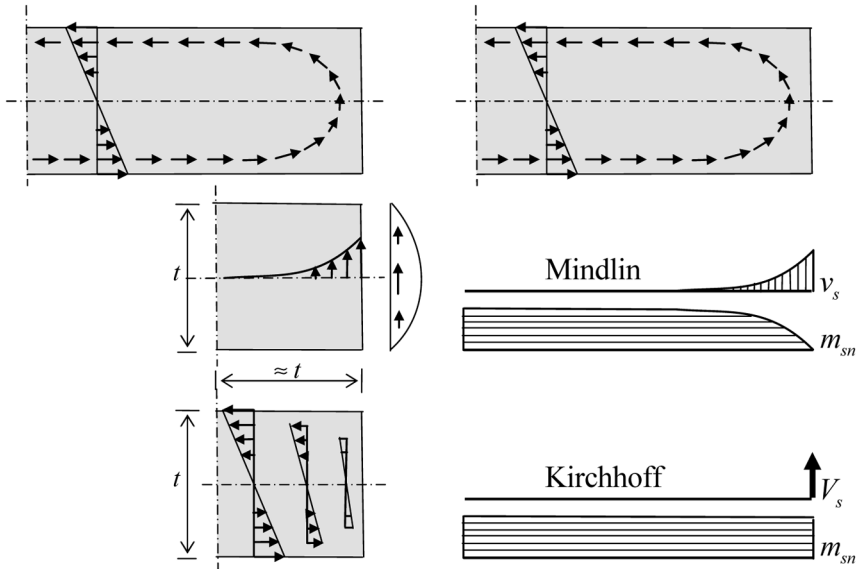 t
Mindlin
v_s
m_sn
≈ t
t
Kirchhoff
V_s
m_sn